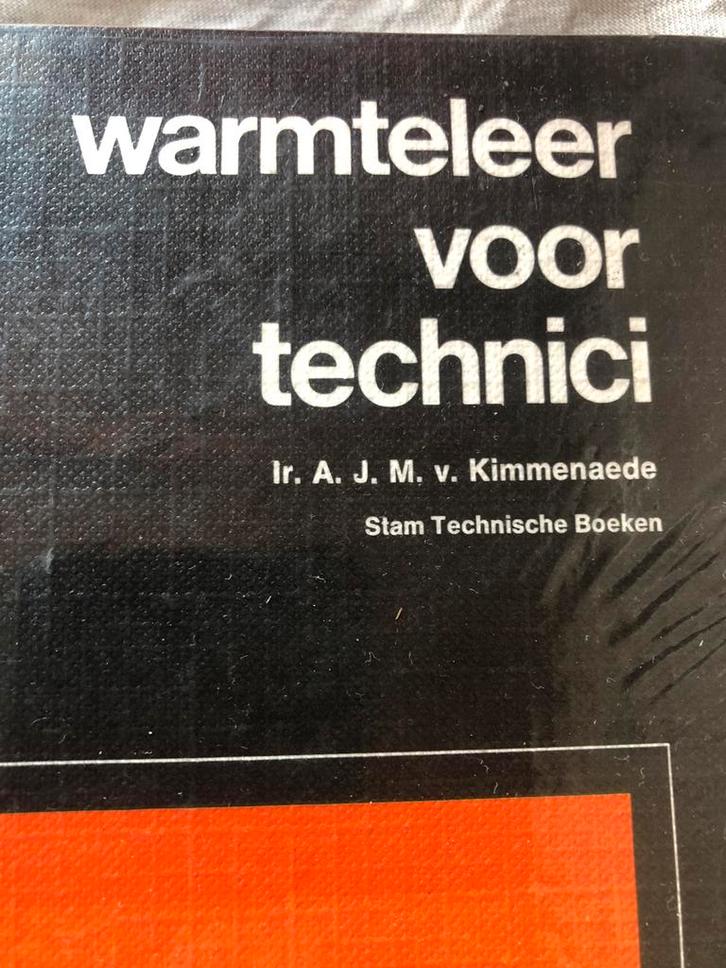 warmteleer
voor
technici
Ir. A. J. M. v. Kimmenaede
Stam Technische Boeken